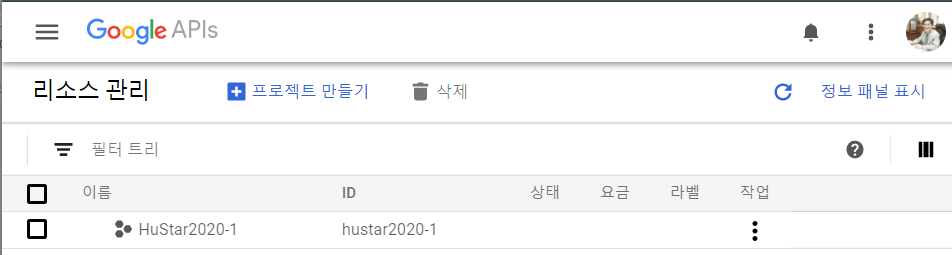 Google APIs
리소스 관리 프로젝트 만들기 삭제 정보 패널 표시
필터 트리
이름 ID 상태 요금 라벨 작업
HuStar2020-1 hustar2020-1